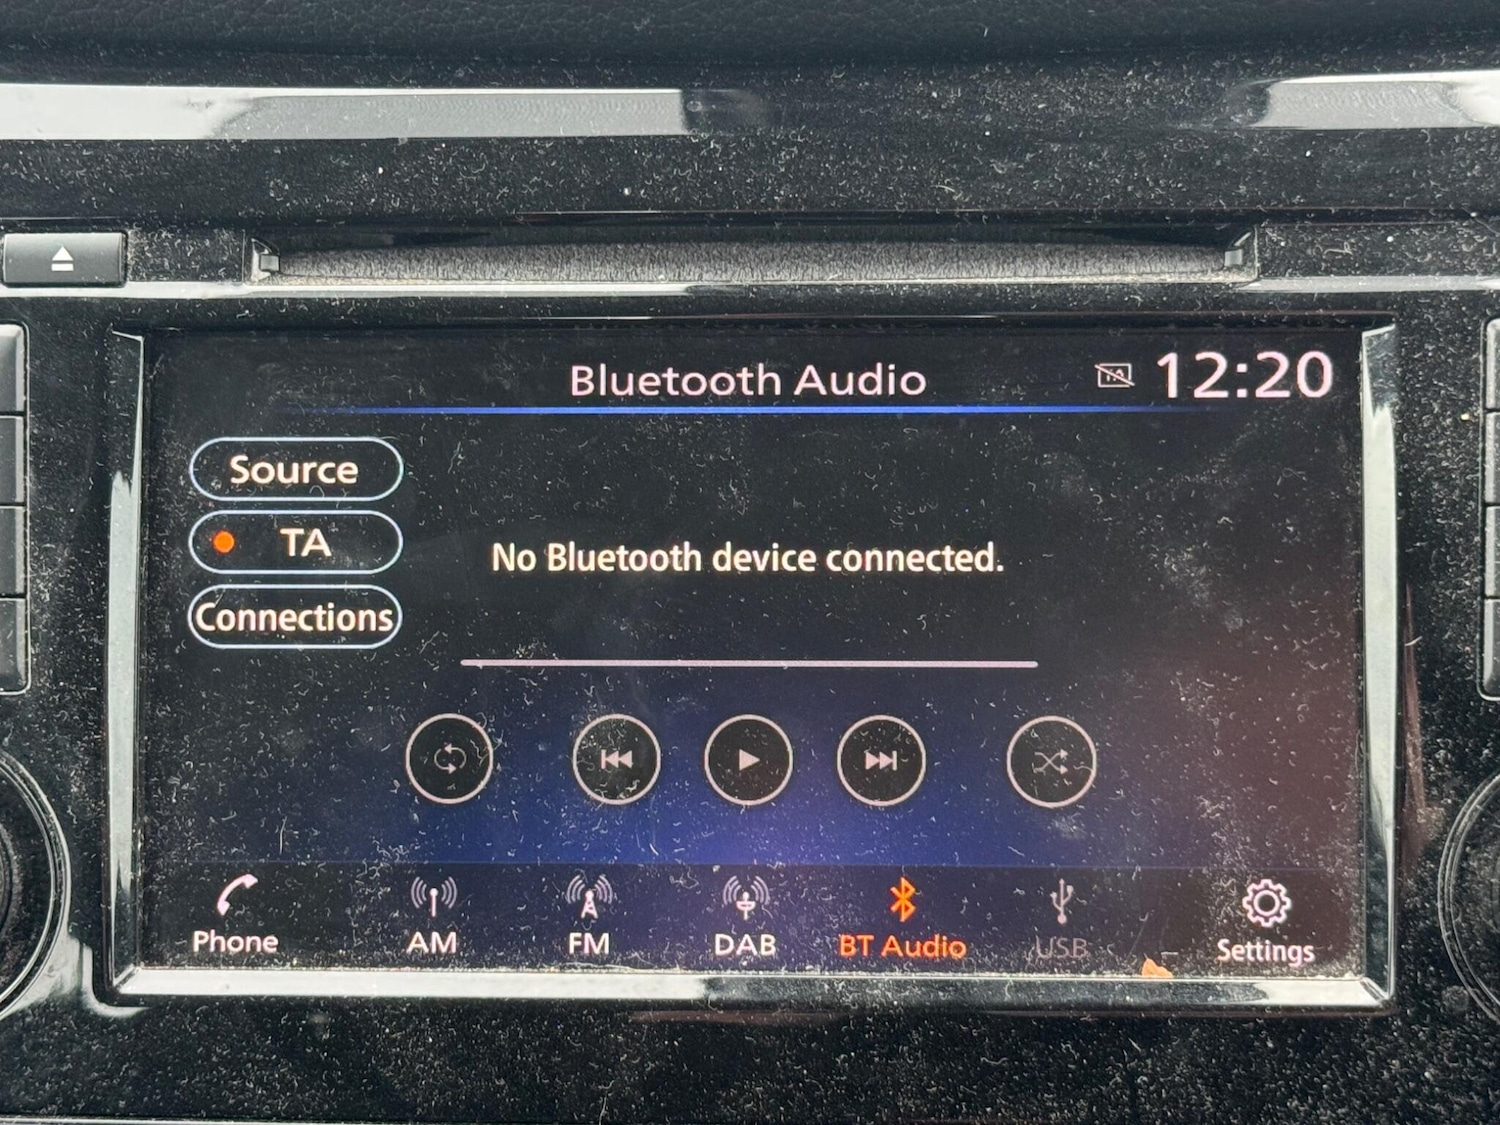 Bluetooth Audio
TA
12:20
Source
TA
Connections
No Bluetooth device connected.
Phone
AM
FM
DAB
BT Audio
USB
Settings